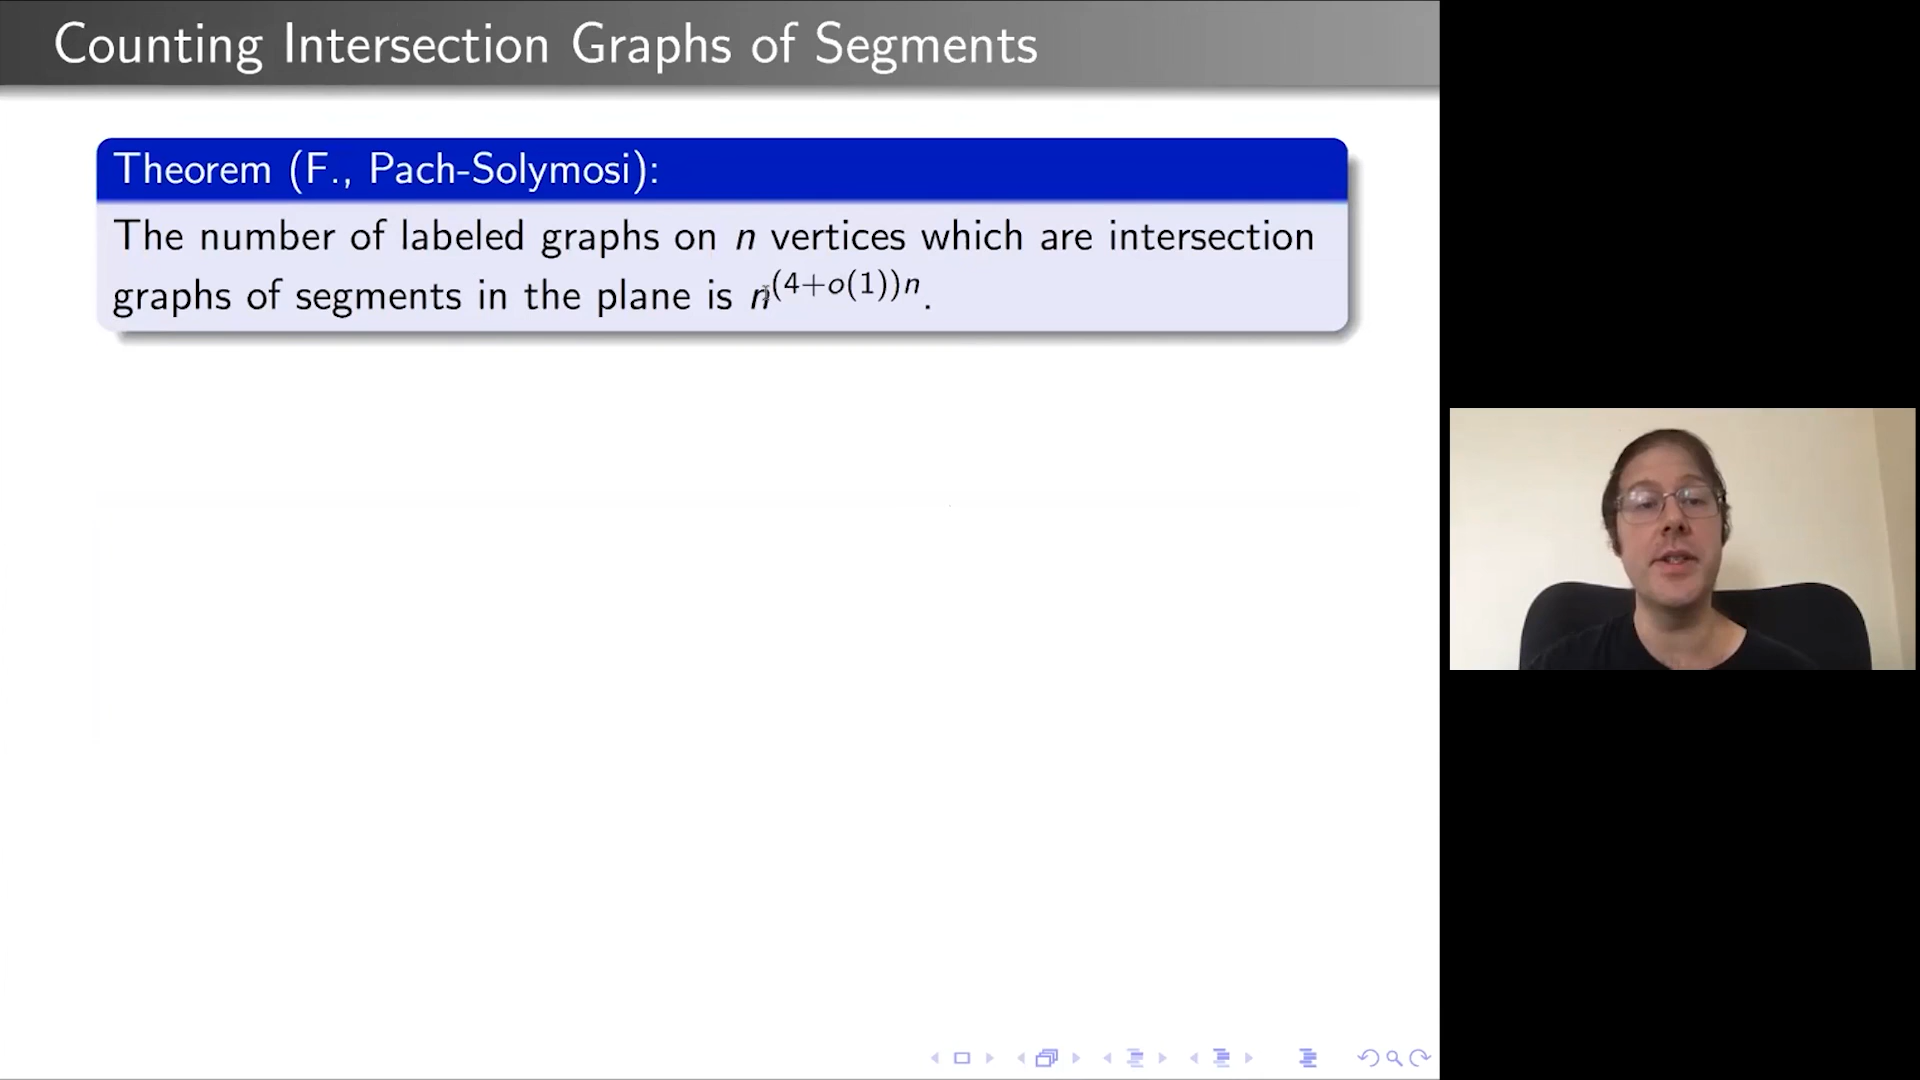 Counting Intersection Graphs of Segments
Theorem (F., Pach-Solymosi):
The number of labeled graphs on n vertices which are intersection
graphs of segments in the plane is n^(4+o(1))n.